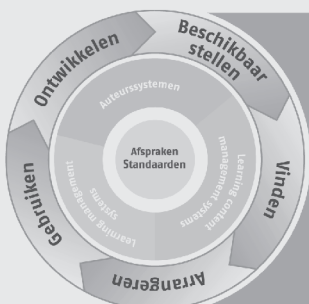 Ontwikkelen
Beschikbaar
stellen
Vinden
Arrangeren
Gebruiken
Auteurssystemen
Learning content
management systems
Learning management
systems
Afspraken
Standaarden